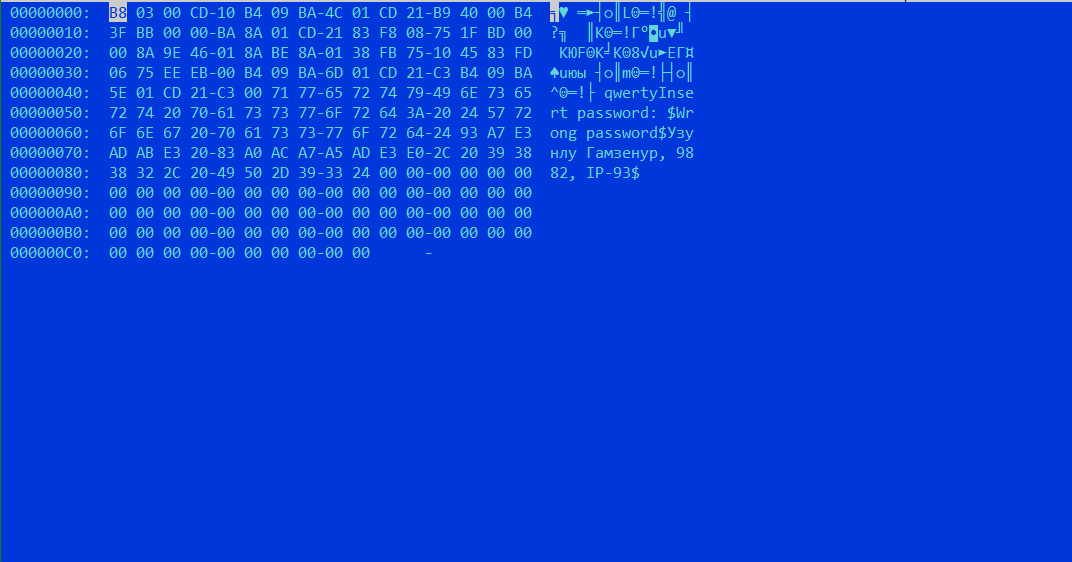 00000000: B8 03 00 CD-10 B4 09 BA-4C 01 CD 21-B9 40 00 B4 ╕♥ ═►┤○║L☺═!╣@ ┤
00000010: 3F BB 00 00-BA 8A 01 CD-21 83 F8 08-75 1F BD 00 ?╗  ║К☺═!Г°◘u▼╜
00000020: 00 8A 9E 46-01 8A BE 8A-01 38 FB 75-10 45 83 FD  КЮF☺К╛К☺8√u►EГ¤
00000030: 06 75 EE EB-00 B4 09 BA-6D 01 CD 21-C3 B4 09 BA ♠uюы ┤○║m☺═!├┤○║
00000040: 5E 01 CD 21-C3 00 71 77-65 72 74 79-49 6E 73 65 ^☺═!├ qwertyInse
00000050: 72 74 20 70-61 73 73 77-6F 72 64 3A-20 24 57 72 rt password: $Wr
00000060: 6F 6E 67 20-70 61 73 73-77 6F 72 64-24 93 A7 E3 ong password$Узу
00000070: AD AB E3 20-83 A0 AC A7-A5 AD E3 E0-2C 20 39 38 нлу Гамзенур, 98
00000080: 38 32 2C 20-49 50 2D 39-33 24 00 00-00 00 00 00 82, IP-93$
00000090: 00 00 00 00-00 00 00 00-00 00 00 00-00 00 00 00
000000A0: 00 00 00 00-00 00 00 00-00 00 00 00-00 00 00 00
000000B0: 00 00 00 00-00 00 00 00-00 00 00 00-00 00 00 00
000000C0: 00 00 00 00-00 00 00 00-00 00 -